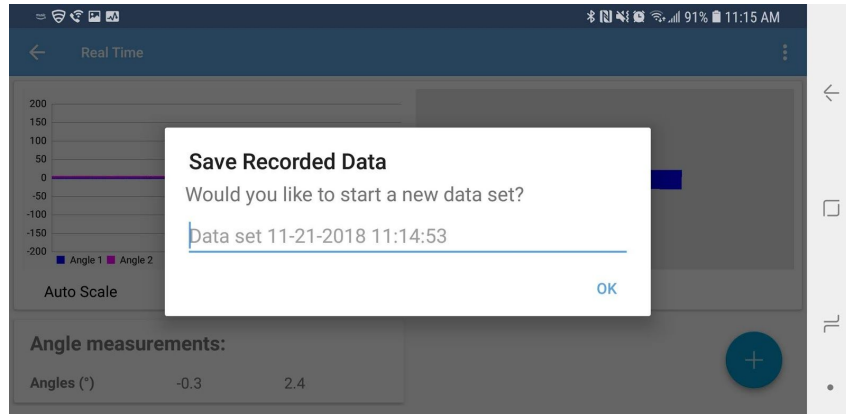 91% 11:15 AM
Real Time
200
150
100
50
0
-50
-100
-150
-200
Angle 1 Angle 2
Auto Scale
Save Recorded Data
Would you like to start a new data set?
Data set 11-21-2018 11:14:53
OK
Angle measurements:
Angles (°) -0.3 2.4